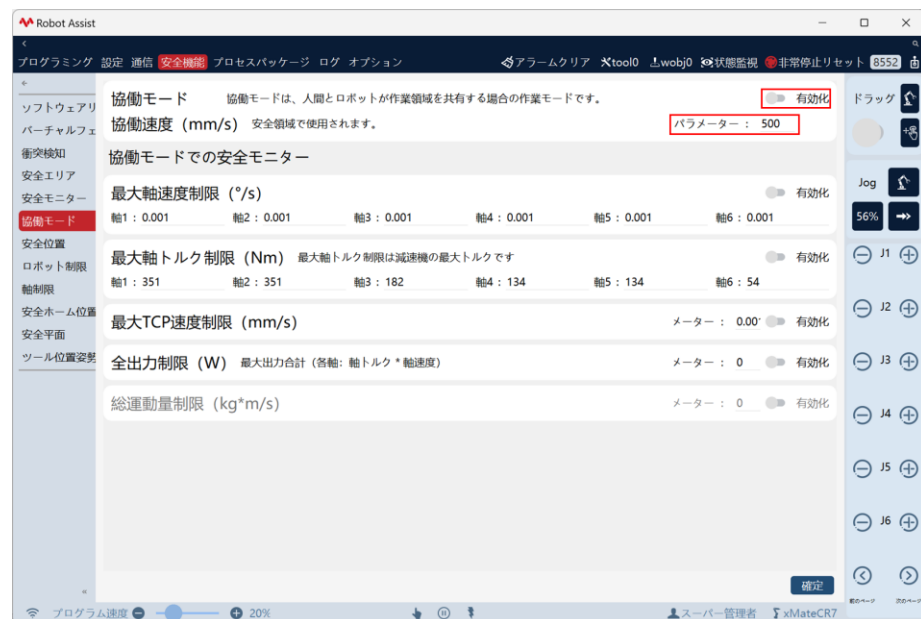 Robot Assist
プログラミング 設定 通信 安全機能 プロセスパッケージ ログ オプション アラームクリア tool0 wobj0 状態監視 非常停止リセット 8552
ソフトウェアリ
バーチャルフェ
衝突検知
安全エリア
安全モニター
協働モード
安全位置
ロボット制限
軸制限
安全ホーム位置
安全平面
ツール位置姿勢
協働モード 協働モードは、人間とロボットが作業領域を共有する場合の作業モードです。 有効化
協働速度（mm/s） 安全領域で使用されます。 パラメーター： 500
協働モードでの安全モニター
最大軸速度制限（°/s） 有効化
軸1：0.001 軸2：0.001 軸3：0.001 軸4：0.001 軸5：0.001 軸6：0.001
最大軸トルク制限（Nm） 最大軸トルク制限は減速機の最大トルクです 有効化
軸1：351 軸2：351 軸3：182 軸4：134 軸5：134 軸6：54
最大TCP速度制限（mm/s） メーター： 0.00 有効化
全出力制限（W） 最大出力合計（各軸: 軸トルク * 軸速度） メーター： 0 有効化
総運動量制限（kg*m/s） メーター： 0 有効化
確定
ドラッグ
Jog
56%
J1
J2
J3
J4
J5
J6
前のページ 次のページ
プログラム速度 20% スーパー管理者 xMateCR7